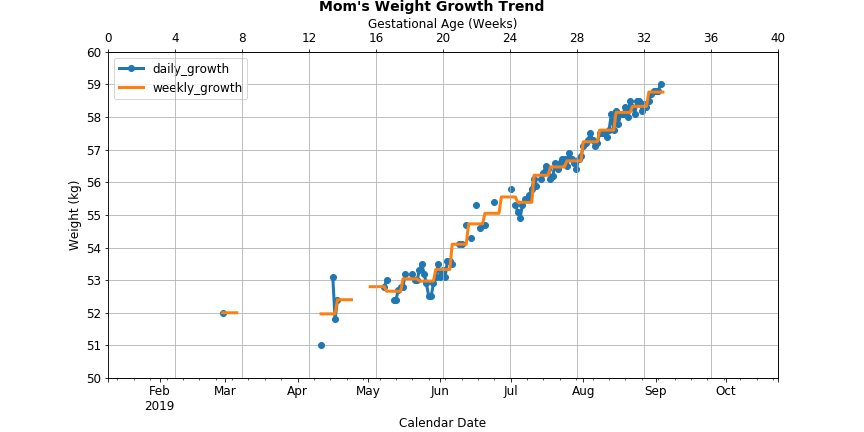 Mom's Weight Growth Trend
Gestational Age (Weeks)
0 4 8 12 16 20 24 28 32 36 40
60
daily_growth
weekly_growth
59
58
57
56
55
54
53
52
51
50
Weight (kg)
Feb Mar Apr May Jun Jul Aug Sep Oct
2019
Calendar Date